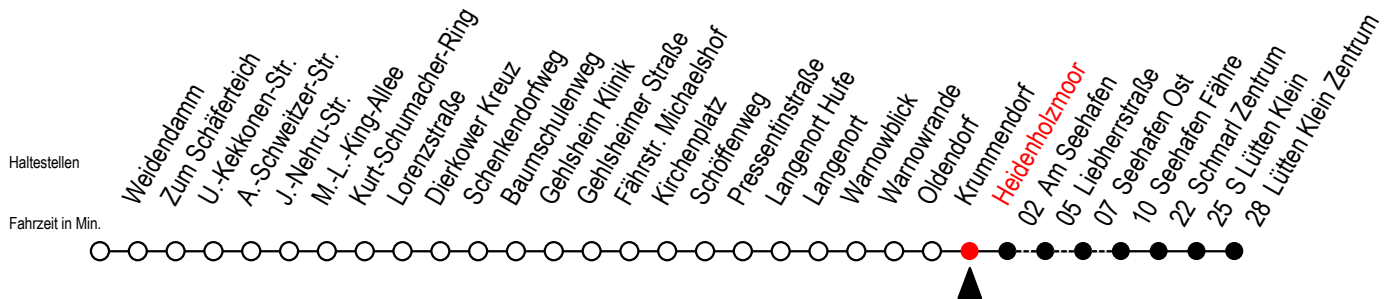 Haltestellen
Fahrzeit in Min.
Weidendamm
Zum Schäferteich
U.-Kekkonen-Str.
A.-Schweitzer-Str.
J.-Nehru-Str.
M.-L.-King-Allee
Kurt-Schumacher-Ring
Lorenzstraße
Dierkower Kreuz
Schenkendorfweg
Baumschulenweg
Gehlsheim Klinik
Gehlsheimer Straße
Fährstr. Michaelshof
Kirchenplatz
Schöffenweg
Pressentinstraße
Langenort Hufe
Langenort
Warnowblick
Warnowrande
Oldendorf
Krummendorf
Heidenholzmoor
02 Am Seehafen
05 Liebherrstraße
07 Seehafen Ost
10 Seehafen Fähre
22 Schmarl Zentrum
25 S Lütten Klein
28 Lütten Klein Zentrum